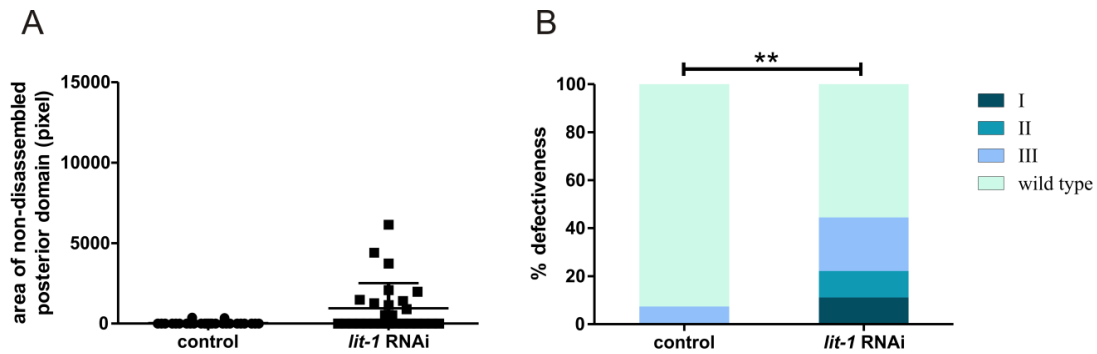 A
area of non-disassembled
posterior domain (pixel)
15000
10000
5000
0
control
lit-1 RNAi
B
**
% defectiveness
100
80
60
40
20
0
control
lit-1 RNAi
I
II
III
wild type